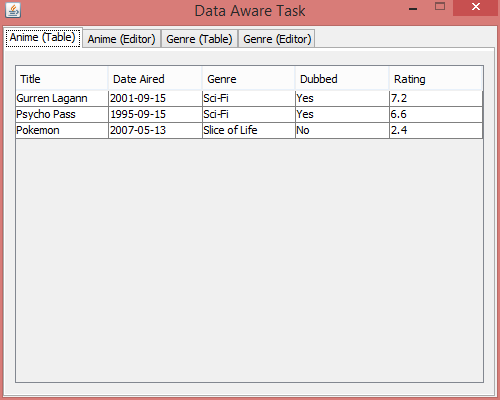 Data Aware Task
Anime (Table) Anime (Editor) Genre (Table) Genre (Editor)
Title Date Aired Genre Dubbed Rating
Gurren Lagann 2001-09-15 Sci-Fi Yes 7.2
Psycho Pass 1995-09-15 Sci-Fi Yes 6.6
Pokemon 2007-05-13 Slice of Life No 2.4